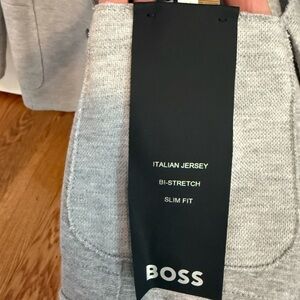 ITALIAN JERSEY
BI-STRETCH
SLIM FIT
BOSS